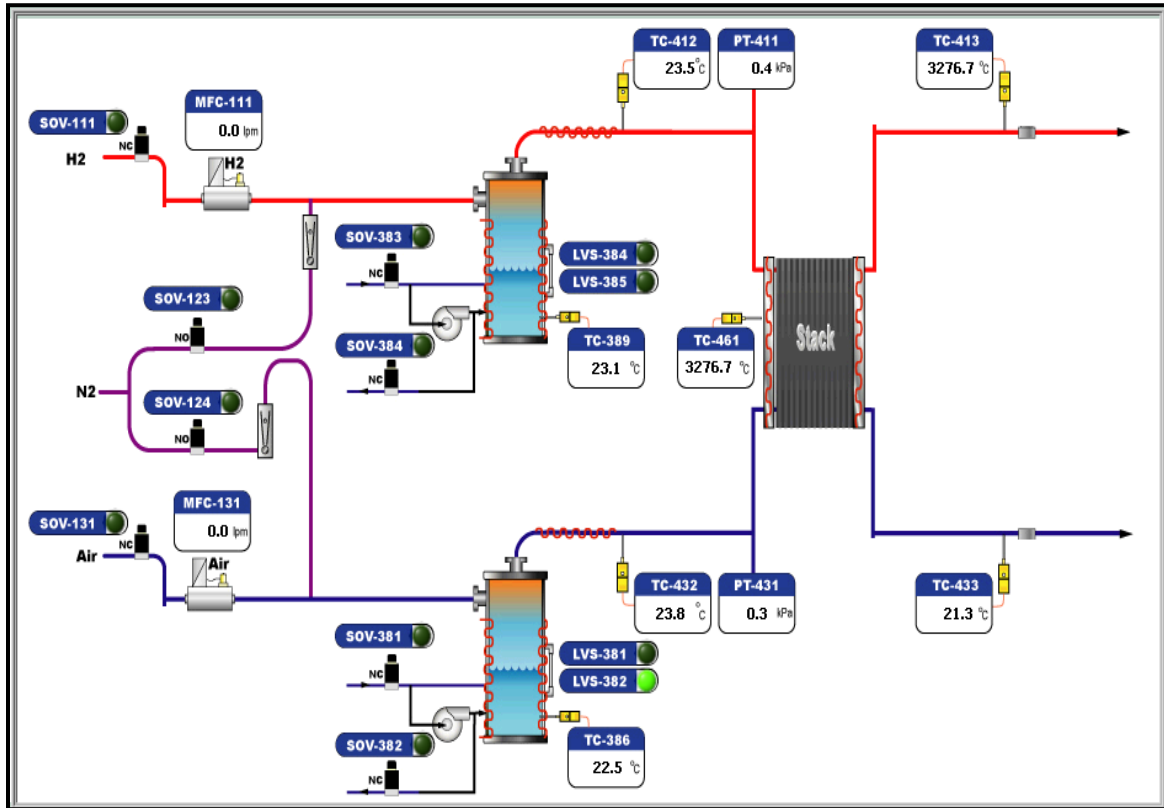 TC-412
23.5 °C
PT-411
0.4 kPa
TC-413
3276.7 °C
MFC-111
0.0 lpm
SOV-111
NC
H2
H2
SOV-383
NC
LVS-384
LVS-385
SOV-123
NO
SOV-384
NC
TC-389
23.1 °C
TC-461
3276.7 °C
Stack
N2
SOV-124
NO
MFC-131
0.0 lpm
SOV-131
NC
Air
Air
TC-432
23.8 °C
PT-431
0.3 kPa
TC-433
21.3 °C
SOV-381
NC
LVS-381
LVS-382
SOV-382
NC
TC-386
22.5 °C